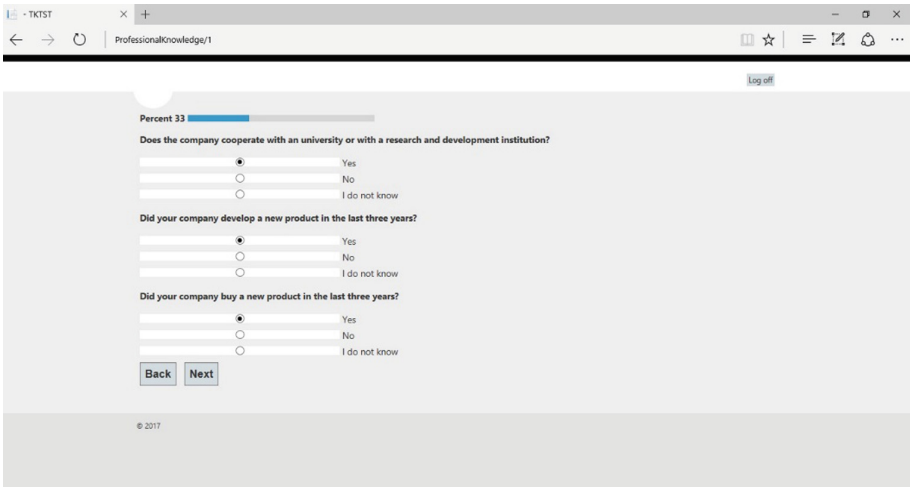 - TKTST
ProfessionalKnowledge/1
Log off
Percent 33
Does the company cooperate with an university or with a research and development institution?
Yes
No
I do not know
Did your company develop a new product in the last three years?
Yes
No
I do not know
Did your company buy a new product in the last three years?
Yes
No
I do not know
Back Next
© 2017